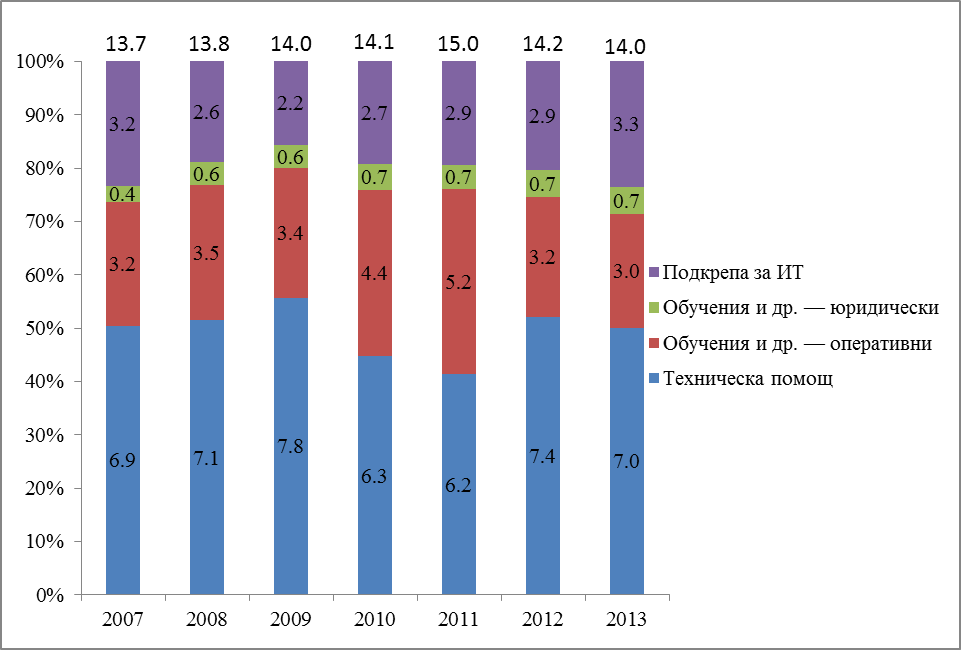 13.7 13.8 14.0 14.1 15.0 14.2 14.0
100%
90%
80%
70%
60%
50%
40%
30%
20%
10%
0%
3.2 2.6 2.2 2.7 2.9 2.9 3.3
0.4 0.6 0.6 0.7 0.7 0.7 0.7
3.2 3.5 3.4 4.4 5.2 3.2 3.0
6.9 7.1 7.8 6.3 6.2 7.4 7.0
2007 2008 2009 2010 2011 2012 2013
Подкрепа за ИТ
Обучения и др. — юридически
Обучения и др. — оперативни
Техническа помощ